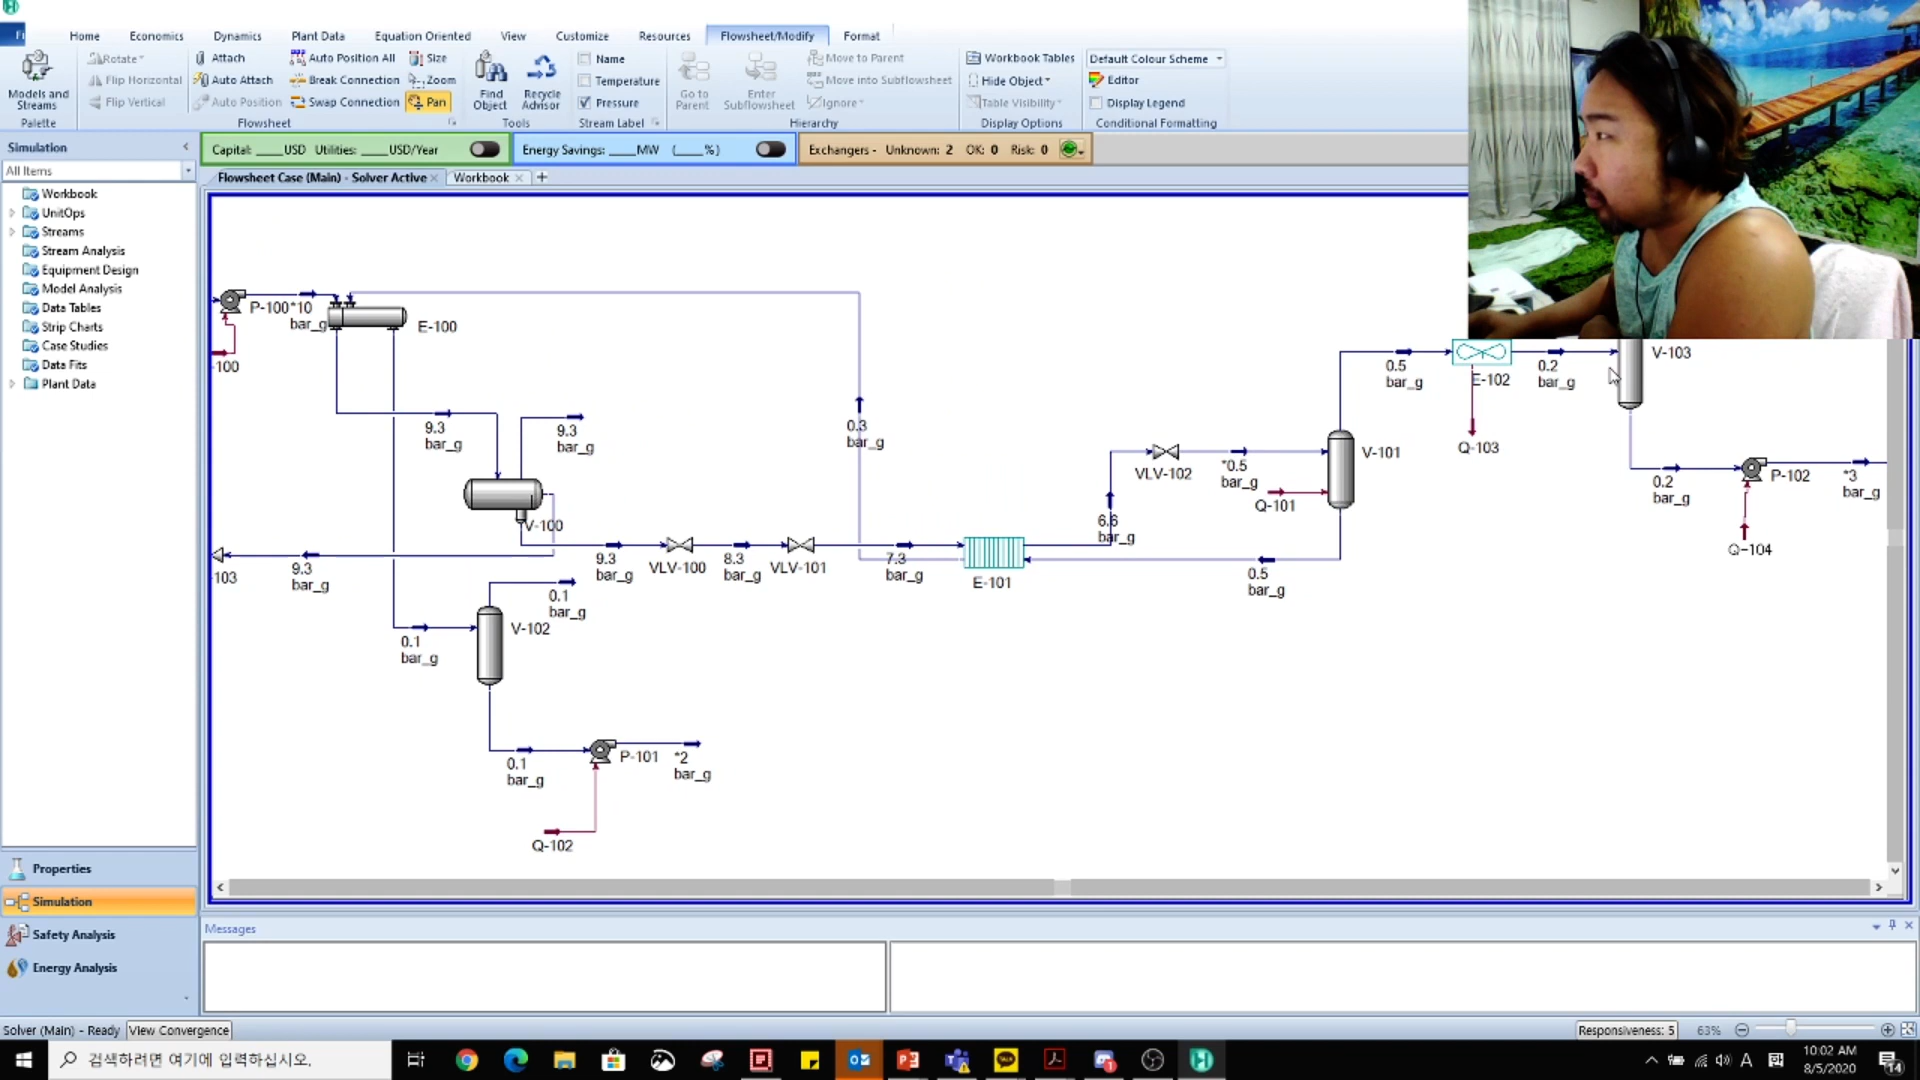 Fi
Home
Economics
Dynamics
Plant Data
Equation Oriented
View
Customize
Resources
Flowsheet/Modify
Format
Models and
Streams
Palette
Rotate
Flip Horizontal
Flip Vertical
Attach
Auto Attach
Auto Position
Auto Position All
Break Connection
Swap Connection
Size
Zoom
Pan
Flowsheet
Find
Object
Recycle
Advisor
Tools
Name
Temperature
Pressure
Stream Label
Go to
Parent
Enter
Subflowsheet
Move to Parent
Move into Subflowsheet
Ignore
Hierarchy
Workbook Tables
Hide Object
Table Visibility
Display Options
Default Colour Scheme
Editor
Display Legend
Conditional Formatting
Capital: ____USD Utilities: ____USD/Year
Energy Savings: ____MW (____%)
Exchangers - Unknown: 2 OK: 0 Risk: 0
Simulation
All Items
Workbook
UnitOps
Streams
Stream Analysis
Equipment Design
Model Analysis
Data Tables
Strip Charts
Case Studies
Data Fits
Plant Data
Properties
Simulation
Safety Analysis
Energy Analysis
Flowsheet Case (Main) - Solver Active
Workbook
P-100
*10
bar_g
E-100
-100
9.3
bar_g
9.3
bar_g
V-100
103
9.3
bar_g
9.3
bar_g
VLV-100
8.3
bar_g
VLV-101
7.3
bar_g
E-101
0.3
bar_g
6.6
bar_g
VLV-102
*0.5
bar_g
Q-101
V-101
0.5
bar_g
0.5
bar_g
E-102
Q-103
0.2
bar_g
V-103
0.2
bar_g
P-102
*3
bar_g
Q-104
0.1
bar_g
V-102
0.1
bar_g
0.1
bar_g
P-101
*2
bar_g
Q-102
Messages
Solver (Main) - Ready
View Convergence
Responsiveness: 5
63%
검색하려면 여기에 입력하십시오.
A
10:02 AM
8/5/2020
14